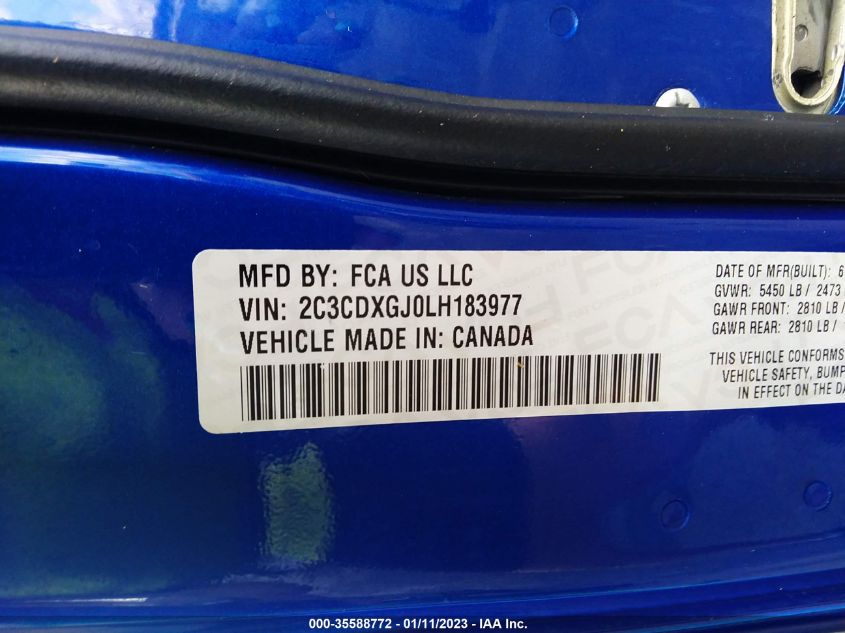 MFD BY: FCA US LLC
VIN: 2C3CDXGJ0LH183977
VEHICLE MADE IN: CANADA
DATE OF MFR(BUILT): 6
GVWR: 5450 LB / 2473
GAWR FRONT: 2810 LB /
GAWR REAR: 2810 LB /
THIS VEHICLE CONFORMS
VEHICLE SAFETY, BUMP
IN EFFECT ON THE DA
000-35588772 - 01/11/2023 - IAA Inc.